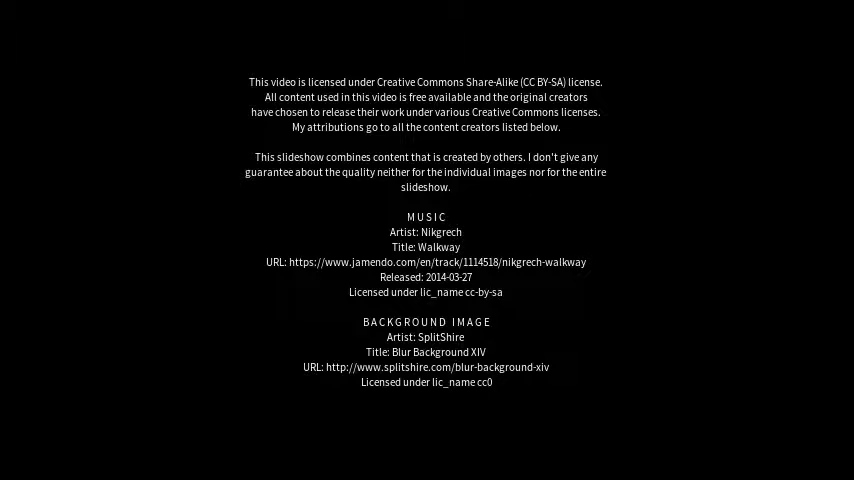 This video is licensed under Creative Commons Share-Alike (CC BY-SA) license.
All content used in this video is free available and the original creators
have chosen to release their work under various Creative Commons licenses.
My attributions go to all the content creators listed below.
This slideshow combines content that is created by others. I don't give any
guarantee about the quality neither for the individual images nor for the entire
slideshow.
MUSIC
Artist: Nikgrech
Title: Walkway
URL: https://www.jamendo.com/en/track/1114518/nikgrech-walkway
Released: 2014-03-27
Licensed under lic_name cc-by-sa
BACKGROUND IMAGE
Artist: SplitShire
Title: Blur Background XIV
URL: http://www.splitshire.com/blur-background-xiv
Licensed under lic_name cc0